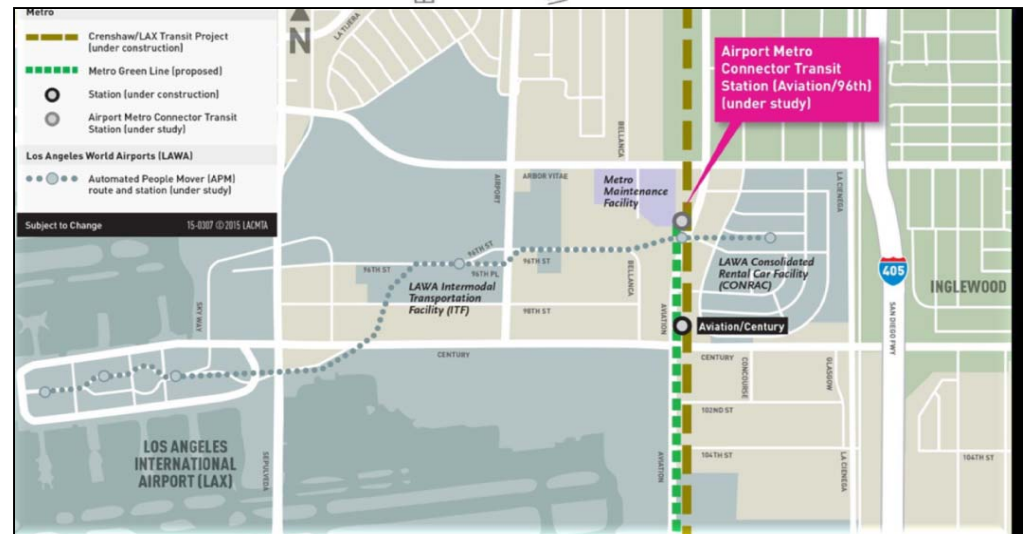 Metro
Crenshaw/LAX Transit Project
(under construction)
Metro Green Line (proposed)
Station (under construction)
Airport Metro Connector Transit
Station (under study)
Los Angeles World Airports (LAWA)
Automated People Mover (APM)
route and station (under study)
Subject to Change
15-0307 ©2015 LACMTA
N
LA TIJERA
Airport Metro
Connector Transit
Station (Aviation/96th)
(under study)
BELLANCA
ARBOR VITAE
AIRPORT
Metro
Maintenance
Facility
LA CIENEGA
96TH ST
96TH ST
96TH PL
96TH ST
LAWA Intermodal
Transportation
Facility (ITF)
98TH ST
BELLANCA
LAWA Consolidated
Rental Car Facility
(CONRAC)
405
INGLEWOOD
SKY WAY
AVIATION
Aviation/Century
SAN DIEGO FWY
CENTURY
CENTURY
CONCOURSE
GLASGOW
102ND ST
LOS ANGELES
INTERNATIONAL
AIRPORT (LAX)
SEPULVEDA
AVIATION
104TH ST
LA CIENEGA
104TH ST